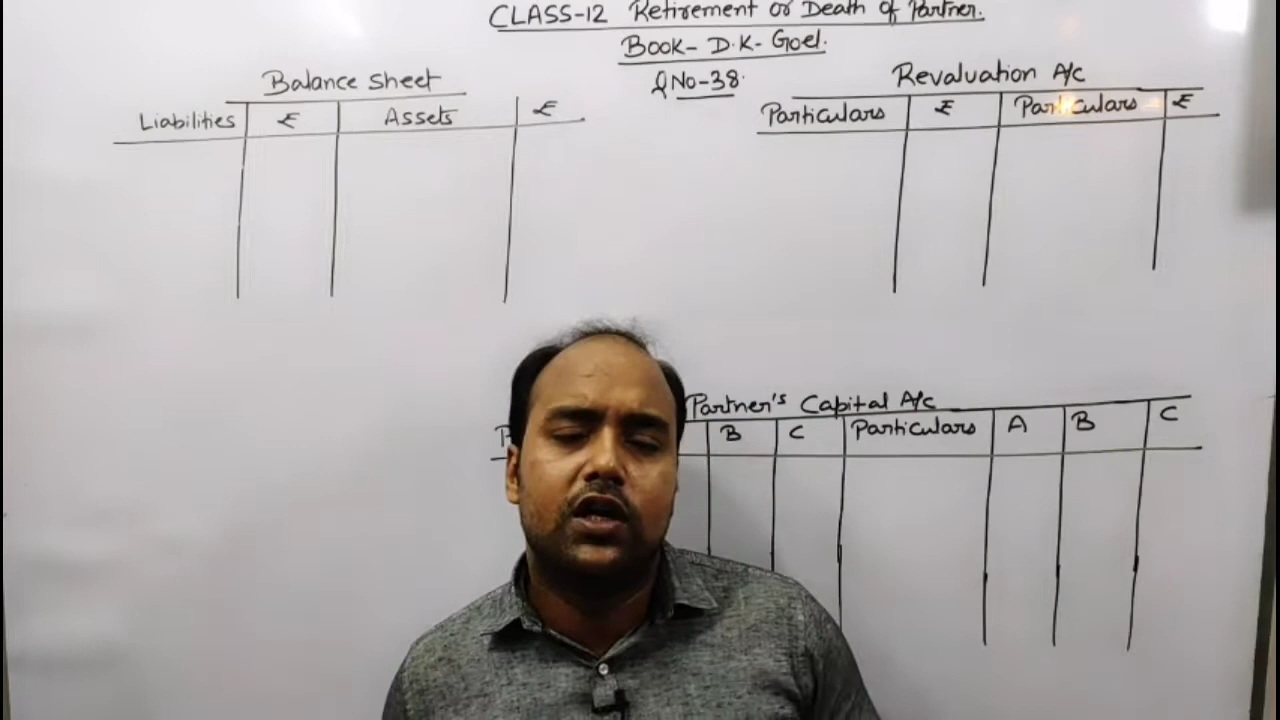 CLASS-12 Retirement or Death of Partner.
Book- D.K- Goel.
QNo-38.
Balance Sheet
Liabilities ₹ Assets ₹
Revaluation A/c
Particulars ₹ Particulars ₹
Partner's Capital A/c
B C Particulars A B C